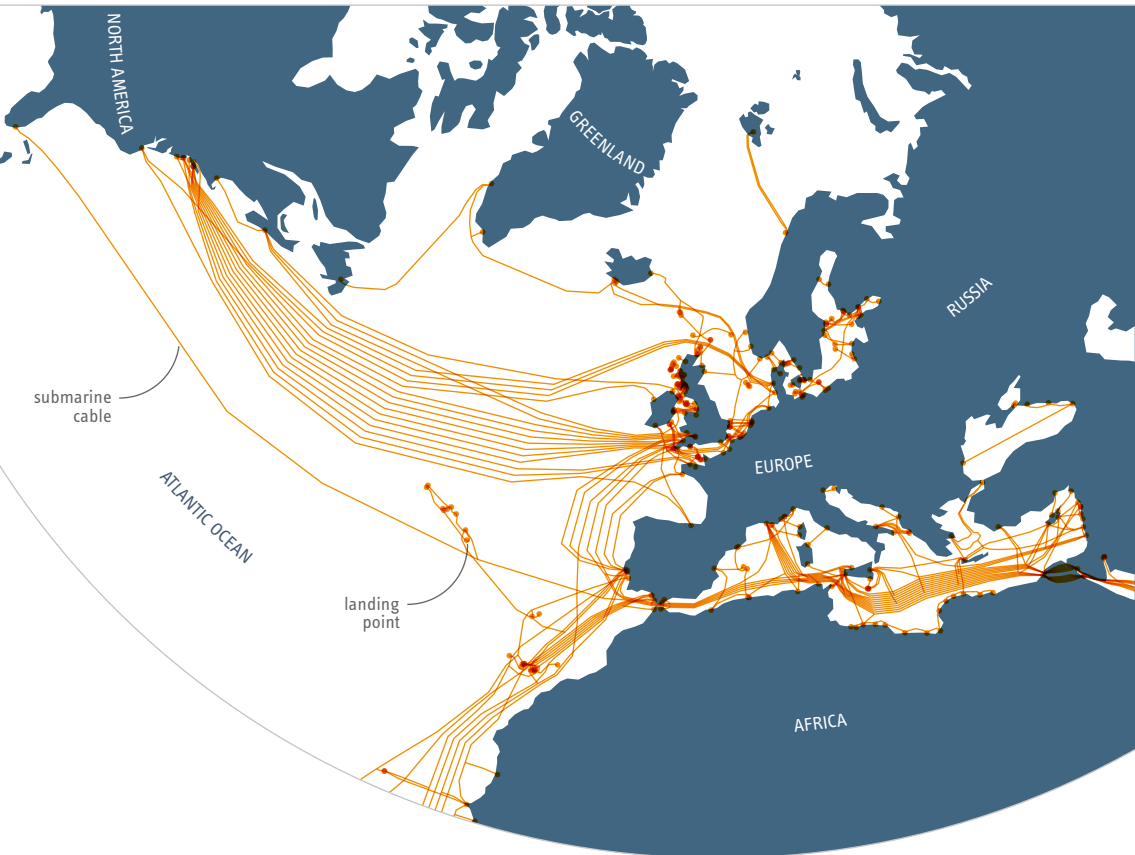 NORTH AMERICA
GREENLAND
RUSSIA
submarine
cable
EUROPE
ATLANTIC OCEAN
landing
point
AFRICA